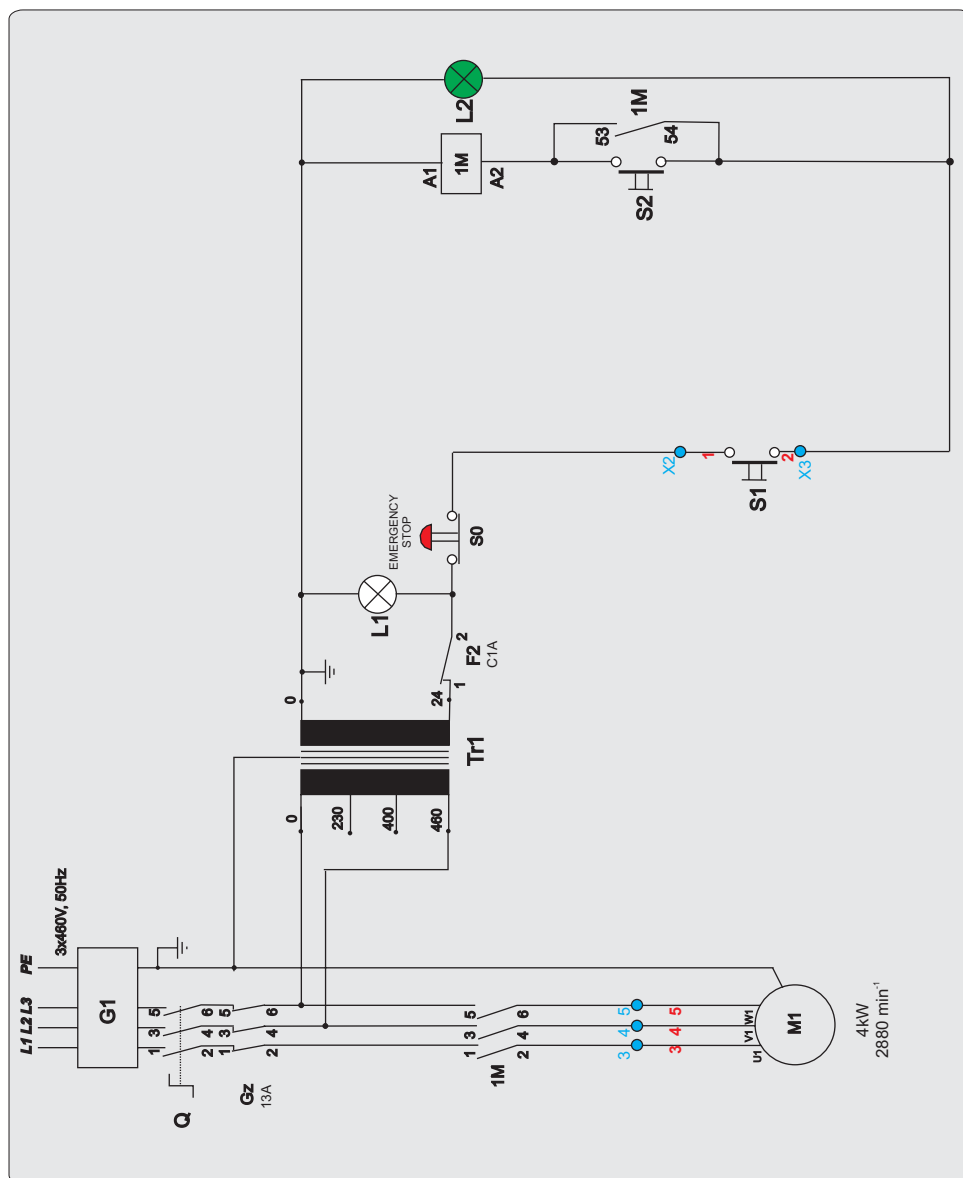 L1 L2 L3 PE
3x460V, 50Hz
G1
Q
1 3 5
2 4 6
1 3 5
2 4 6
Gz
13A
1M
1 3 5
2 4 6
3 4 5
3 4 5
U1 V1 W1
M1
4kW
2880 min-1
0
230
400
460
Tr1
0
24
1
F2
C1A
2
L1
EMERGENCY
STOP
S0
X2
1
S1
2
X3
L2
A1
1M
A2
1M
53
54
S2